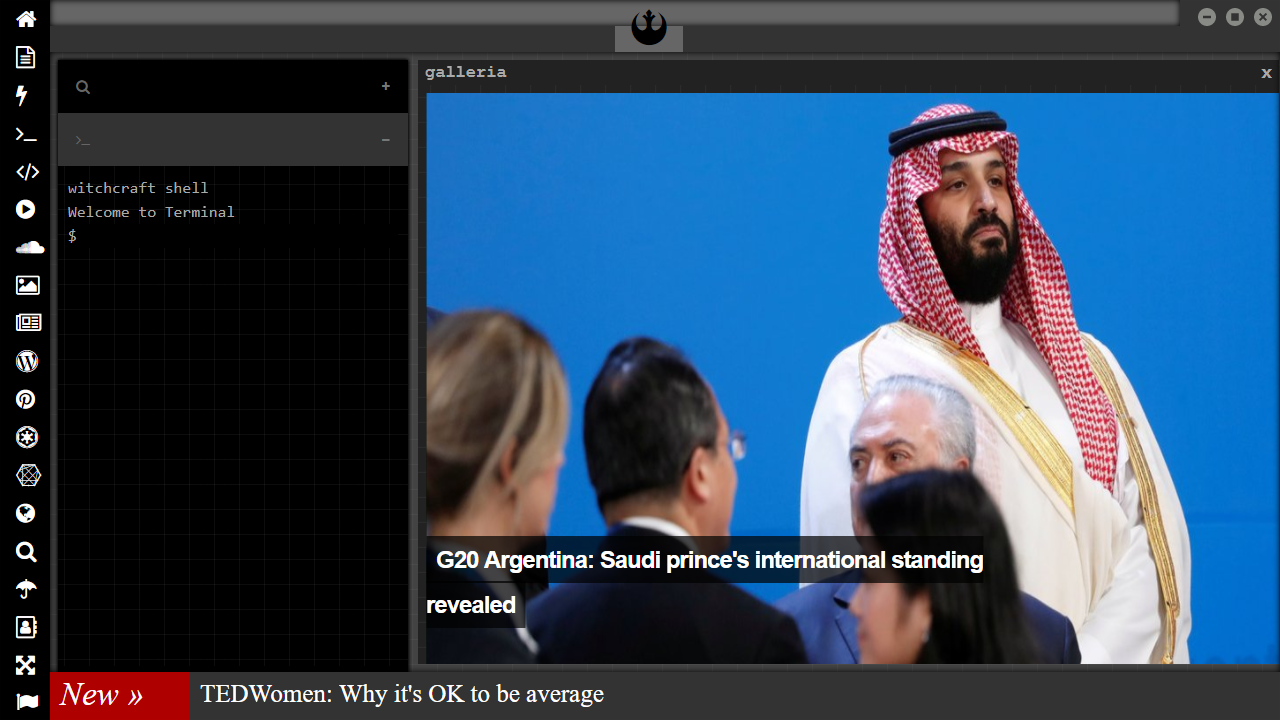 galleria
x
+
>_
−
witchcraft shell
Welcome to Terminal
$
G20 Argentina: Saudi prince's international standing
revealed
New »
TEDWomen: Why it's OK to be average